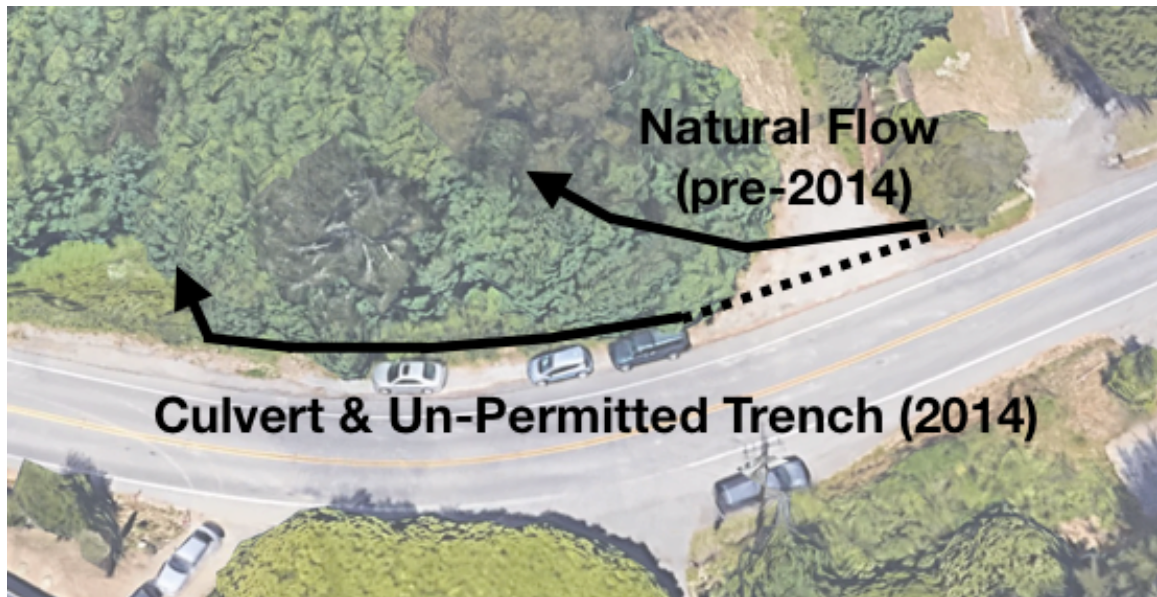 Natural Flow
(pre-2014)
Culvert & Un-Permitted Trench (2014)